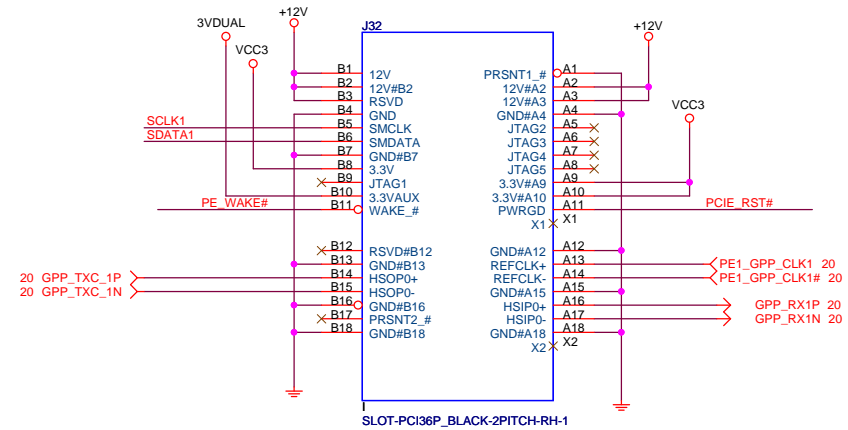 +12V
3VDUAL
VCC3
J32
+12V
VCC3
B1 12V PRSNT1_# A1
B2 12V#B2 12V#A2 A2
B3 RSVD 12V#A3 A3
B4 GND GND#A4 A4
SCLK1 B5 SMCLK JTAG2 A5
SDATA1 B6 SMDATA JTAG3 A6
B7 GND#B7 JTAG4 A7
B8 3.3V JTAG5 A8
B9 JTAG1 3.3V#A9 A9
B10 3.3VAUX 3.3V#A10 A10
PE_WAKE# B11 WAKE_# PWRGD A11 PCIE_RST#
X1 X1
B12 RSVD#B12 GND#A12 A12
B13 GND#B13 REFCLK+ A13 PE1_GPP_CLK1 20
20 GPP_TXC_1P B14 HSOP0+ REFCLK- A14 PE1_GPP_CLK1# 20
20 GPP_TXC_1N B15 HSOP0- GND#A15 A15
B16 GND#B16 HSIP0+ A16 GPP_RX1P 20
B17 PRSNT2_# HSIP0- A17 GPP_RX1N 20
B18 GND#B18 GND#A18 A18
X2 X2
I
SLOT-PCI36P_BLACK-2PITCH-RH-1